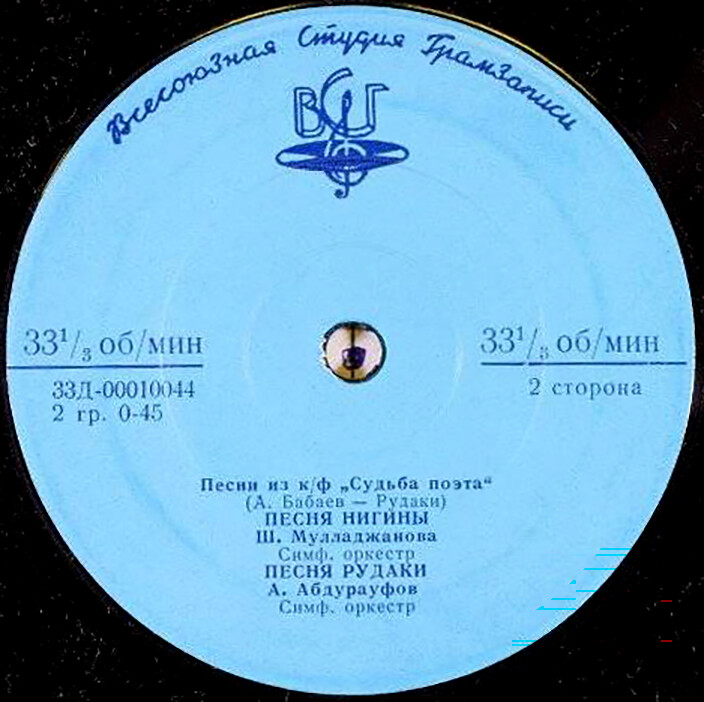 Всесоюзная Студия Грамзаписи
ВСГ
33¹/₃ об/мин
33¹/₃ об/мин
33Д-00010044
2 гр. 0-45
2 сторона
Песни из к/ф „Судьба поэта“
(А. Бабаев — Рудаки)
ПЕСНЯ НИГИНЫ
Ш. Мулладжанова
Симф. оркестр
ПЕСНЯ РУДАКИ
А. Абдурауфов
Симф. оркестр